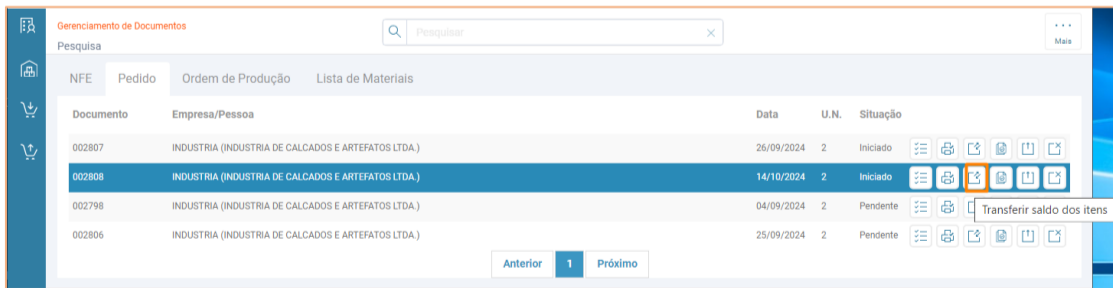 Gerenciamento de Documentos
Pesquisa
Pesquisar
Mais
NFE Pedido Ordem de Produção Lista de Materiais
Documento Empresa/Pessoa Data U.N. Situação
002807 INDUSTRIA (INDUSTRIA DE CALCADOS E ARTEFATOS LTDA.) 26/09/2024 2 Iniciado
002808 INDUSTRIA (INDUSTRIA DE CALCADOS E ARTEFATOS LTDA.) 14/10/2024 2 Iniciado
002798 INDUSTRIA (INDUSTRIA DE CALCADOS E ARTEFATOS LTDA.) 04/09/2024 2 Pendente
Transferir saldo dos itens
002806 INDUSTRIA (INDUSTRIA DE CALCADOS E ARTEFATOS LTDA.) 25/09/2024 2 Pendente
Anterior 1 Próximo